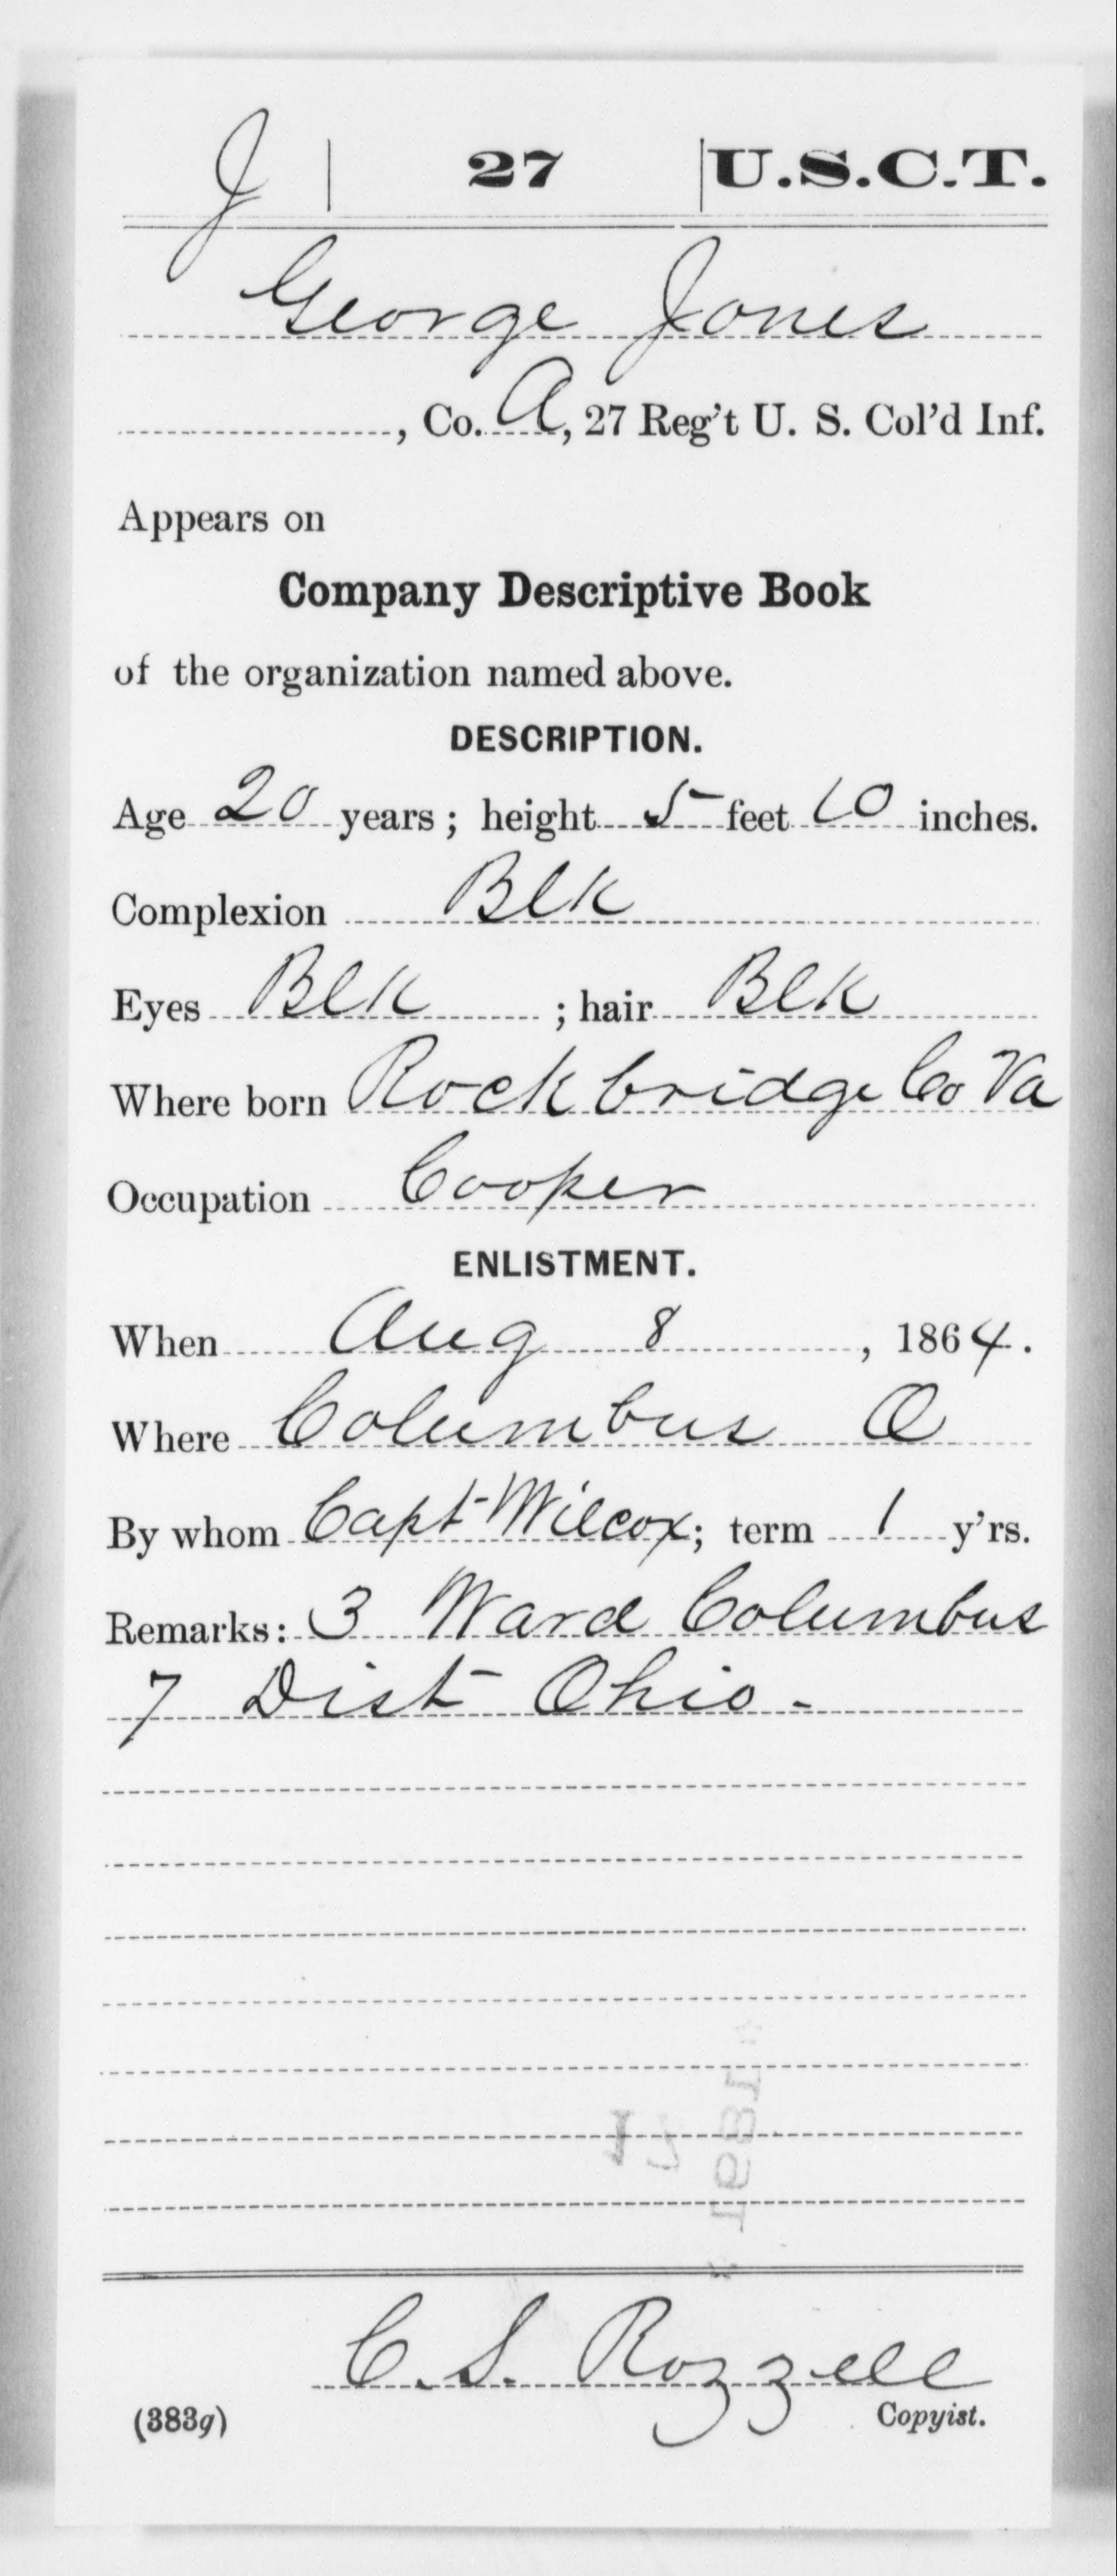 J | 27 | U.S.C.T.
George Jones
, Co. A, 27 Reg't U. S. Col'd Inf.
Appears on
Company Descriptive Book
of the organization named above.
DESCRIPTION.
Age 20 years; height 5 feet 10 inches.
Complexion Blk
Eyes Blk ; hair Blk
Where born Rockbridge Co Va
Occupation Cooper
ENLISTMENT.
When Aug 8, 1864.
Where Columbus O
By whom Capt Wilcox; term 1 y'rs.
Remarks: 3 Ward Columbus
7 Dist Ohio -
C. S. Rozzell
(383g) Copyist.